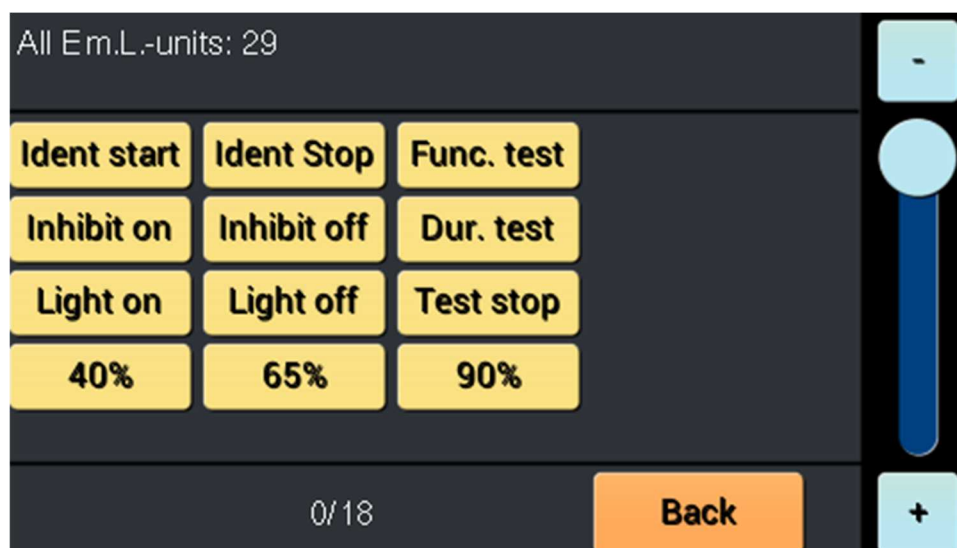 All Em.L.-units: 29
-
Ident start Ident Stop Func. test
Inhibit on Inhibit off Dur. test
Light on Light off Test stop
40% 65% 90%
0/18 Back +